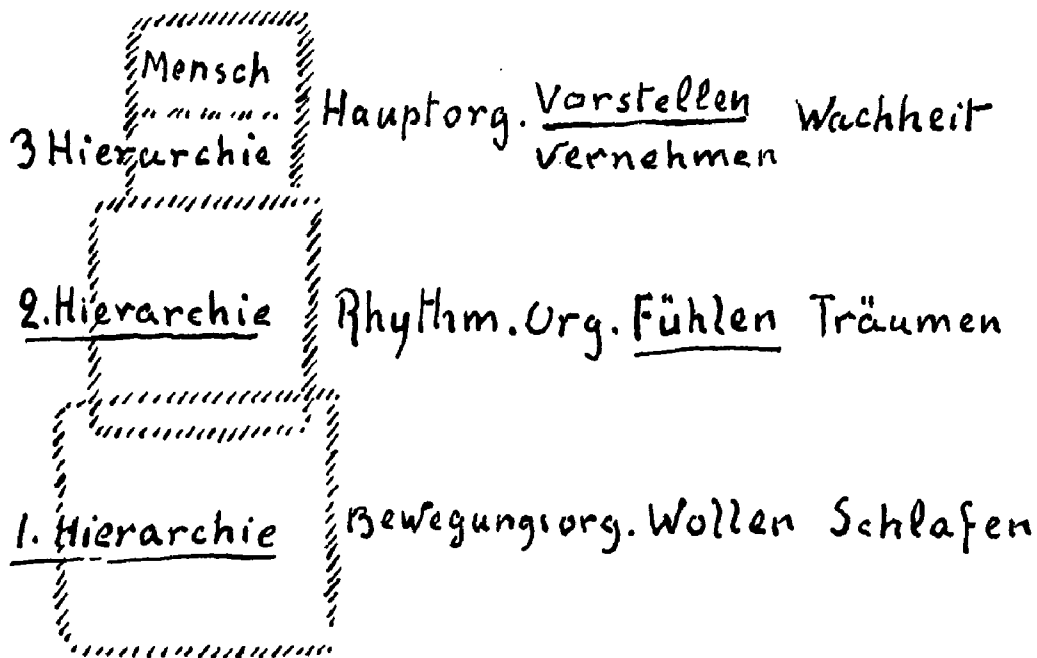 Mensch
3 Hierarchie Hauptorg. Vorstellen Wachheit
Vernehmen
2. Hierarchie Rhythm. Org. Fühlen Träumen
1. Hierarchie Bewegungsorg. Wollen Schlafen